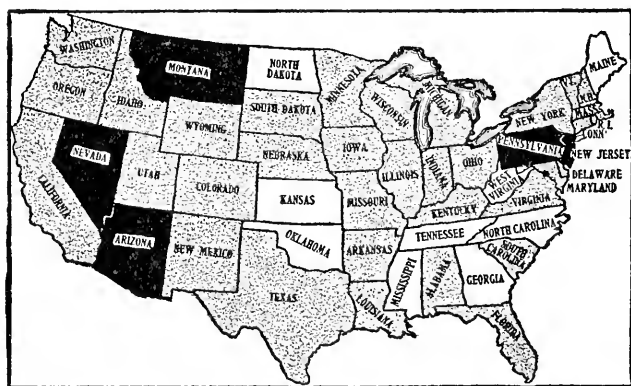 WASHINGTON
OREGON
CALIFORNIA
IDAHO
NEVADA
MONTANA
WYOMING
UTAH
ARIZONA
COLORADO
NEW MEXICO
NORTH DAKOTA
SOUTH DAKOTA
NEBRASKA
KANSAS
OKLAHOMA
TEXAS
MINNESOTA
IOWA
MISSOURI
ARKANSAS
LOUISIANA
WISCONSIN
ILLINOIS
MICHIGAN
INDIANA
OHIO
KENTUCKY
TENNESSEE
MISSISSIPPI
ALABAMA
GEORGIA
FLORIDA
SOUTH CAROLINA
NORTH CAROLINA
VIRGINIA
WEST VIRGINIA
PENNSYLVANIA
NEW YORK
MAINE
N.H.
MASS.
R.I.
CONN
NEW JERSEY
DELAWARE
MARYLAND